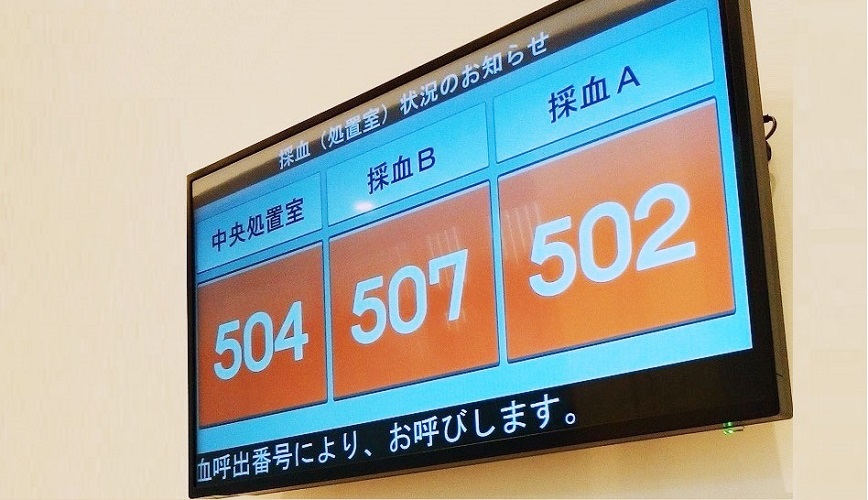 採血（処置室）状況のお知らせ
中央処置室 採血B 採血A
504 507 502
血呼出番号により、お呼びします。